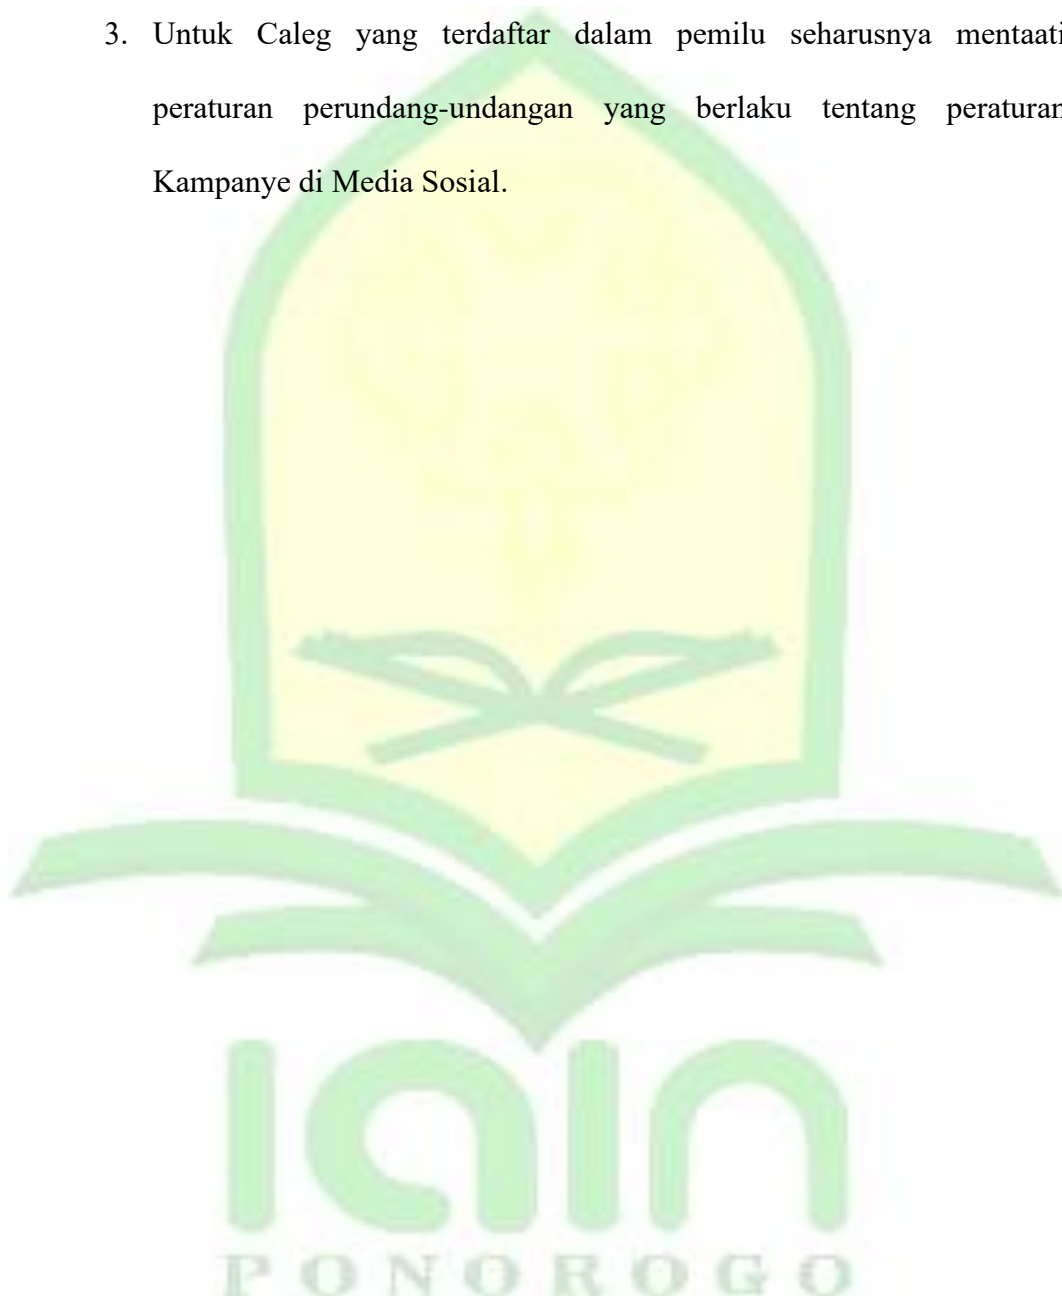 3. Untuk Caleg yang terdaftar dalam pemilu seharusnya mentaati
peraturan perundang-undangan yang berlaku tentang peraturan
Kampanye di Media Sosial.
iain
PONOROGO